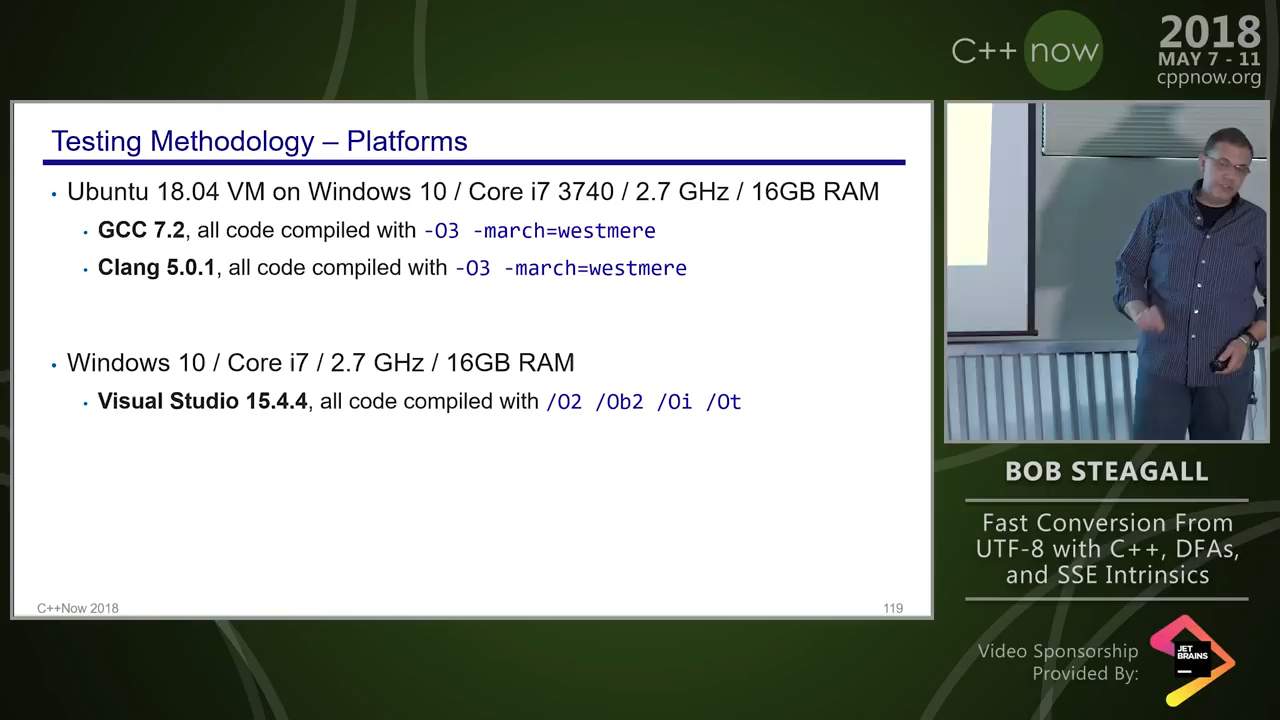 C++ now
2018
MAY 7 - 11
cppnow.org
Testing Methodology – Platforms
• Ubuntu 18.04 VM on Windows 10 / Core i7 3740 / 2.7 GHz / 16GB RAM
• GCC 7.2, all code compiled with -O3 -march=westmere
• Clang 5.0.1, all code compiled with -O3 -march=westmere
• Windows 10 / Core i7 / 2.7 GHz / 16GB RAM
• Visual Studio 15.4.4, all code compiled with /O2 /Ob2 /Oi /Ot
C++Now 2018
119
BOB STEAGALL
Fast Conversion From
UTF-8 with C++, DFAs,
and SSE Intrinsics
Video Sponsorship
Provided By:
JET
BRAINS